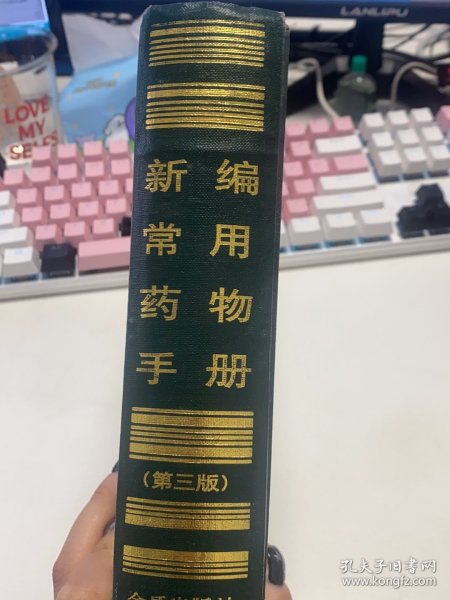 LANLIPU
LOVE
MY
新编
常用
药物
手册
（第三版）
孔夫子旧书网
www.kongfz.com